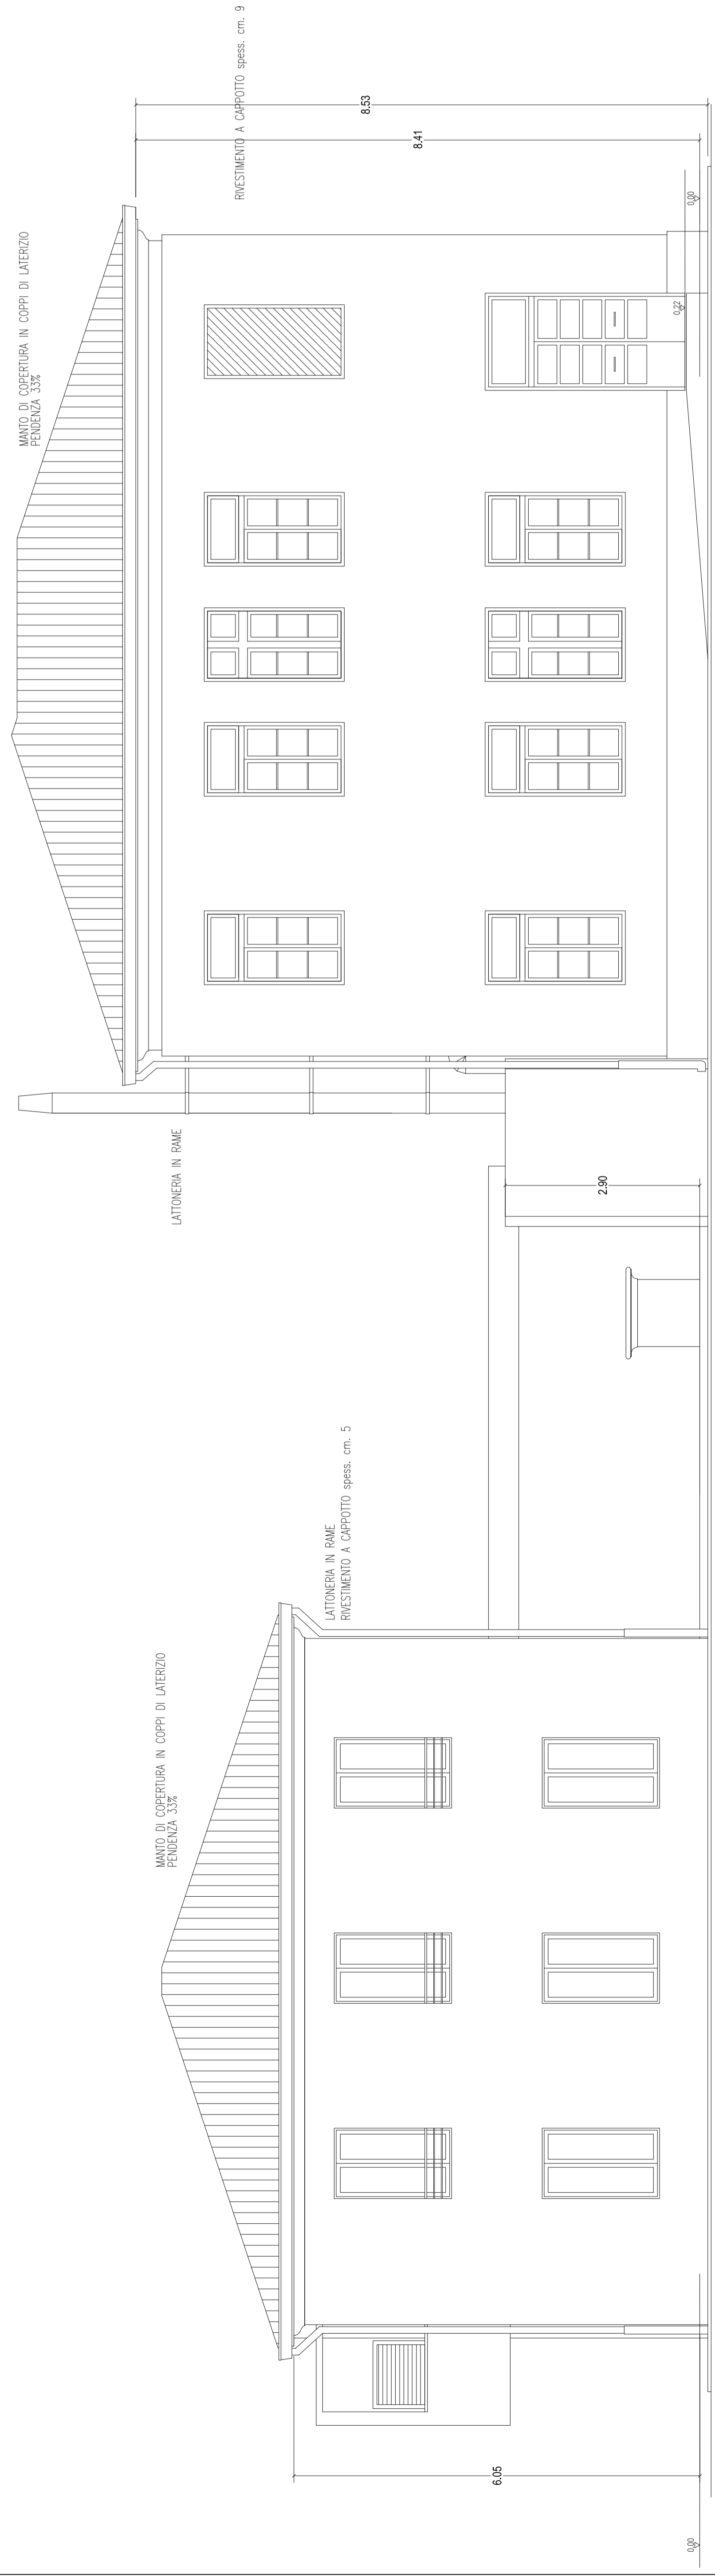 MANTO DI COPERTURA IN COPPI DI LATERIZIO
PENDENZA 33%
LATTONERIA IN RAME
RIVESTIMENTO A CAPPOTTO spess. cm. 5
6.05
0,00
LATTONERIA IN RAME
2.90
MANTO DI COPERTURA IN COPPI DI LATERIZIO
PENDENZA 33%
RIVESTIMENTO A CAPPOTTO spess. cm. 9
8.53
8.41
0,00
0,22